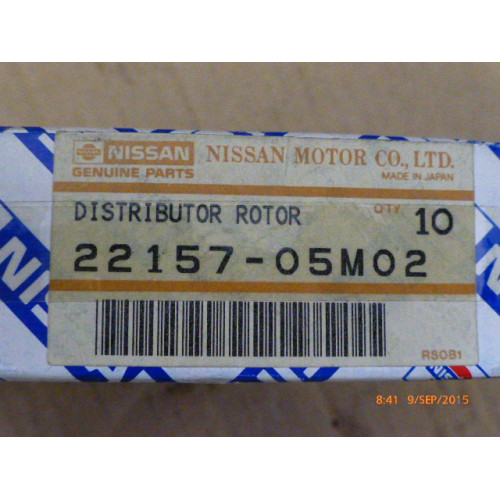 NISSAN NISSAN MOTOR CO., LTD.
GENUINE PARTS MADE IN JAPAN
DISTRIBUTOR ROTOR QTY 10
22157-05M02
RSOB1
8:41 9/SEP/2015